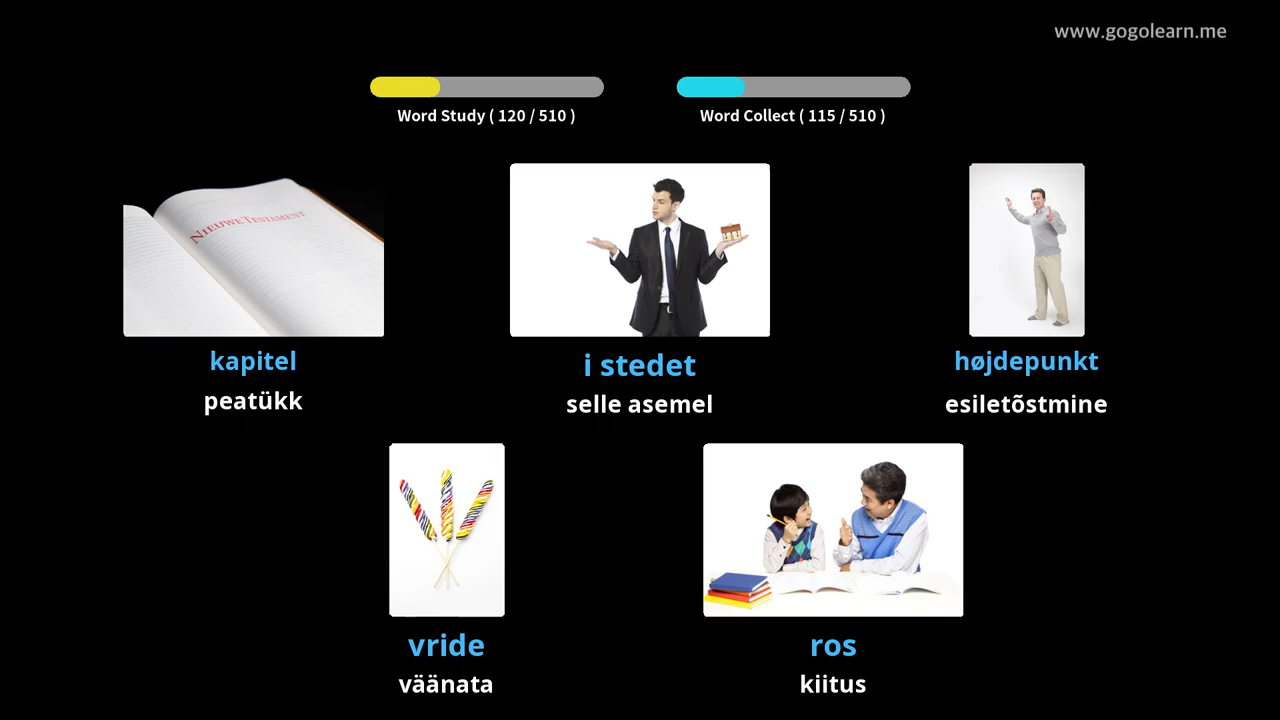 www.gogolearn.me
Word Study ( 120 / 510 )
Word Collect ( 115 / 510 )
NIEUWE TESTAMENT
kapitel
peatükk
i stedet
selle asemel
højdepunkt
esiletõstmine
vride
väänata
ros
kiitus